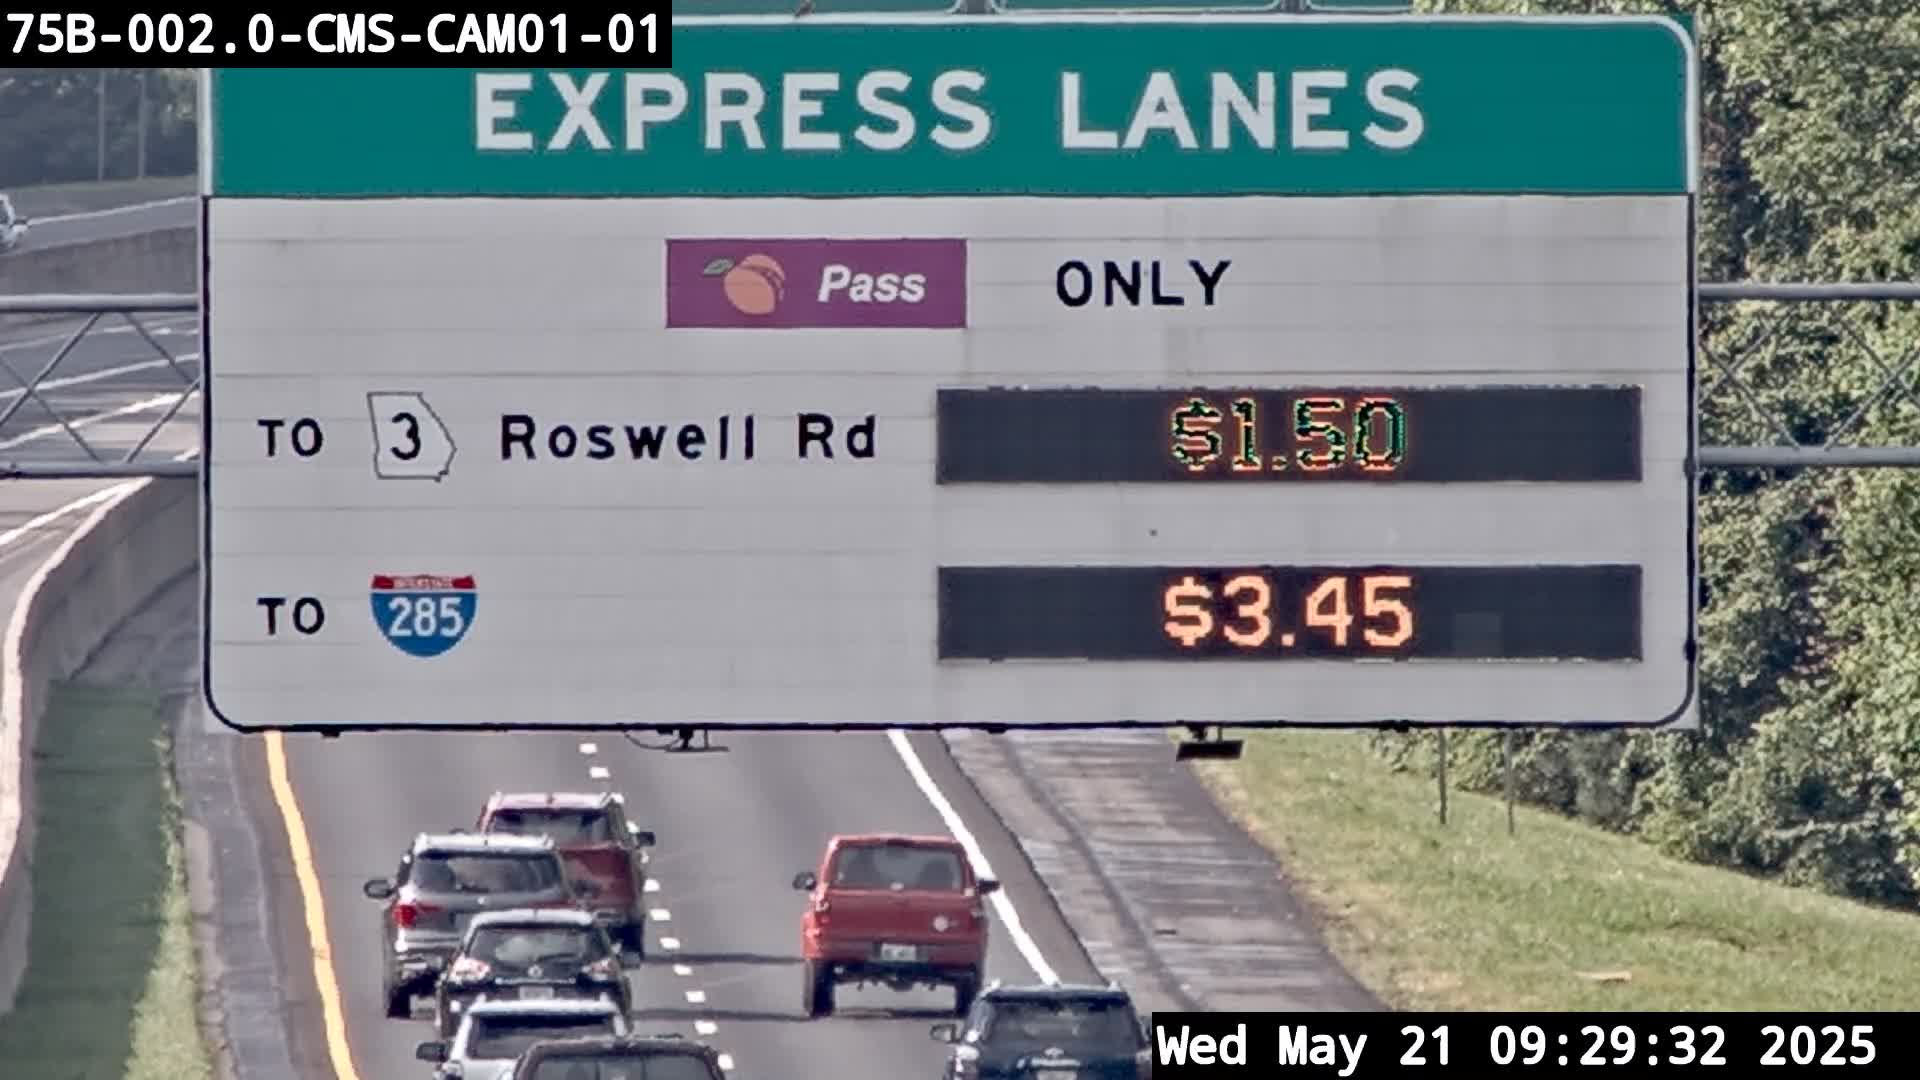 75B-002.0-CMS-CAM01-01
EXPRESS LANES
Pass ONLY
TO 3 Roswell Rd $1.50
TO INTERSTATE 285 $3.45
Wed May 21 09:29:32 2025